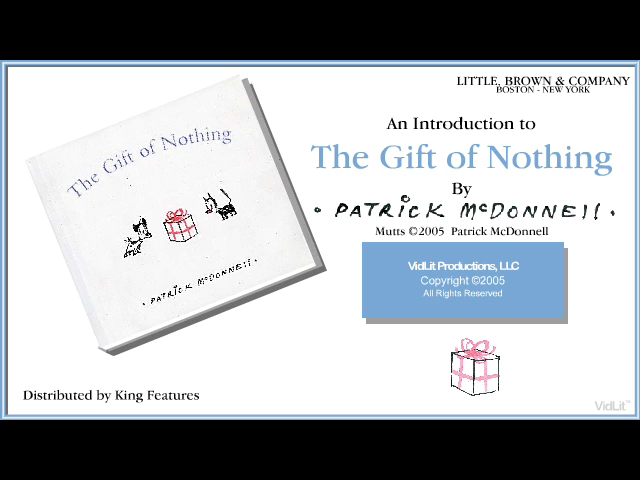 LITTLE, BROWN & COMPANY
BOSTON - NEW YORK
An Introduction to
The Gift of Nothing
By
• PATRICK McDONNELL •
Mutts ©2005 Patrick McDonnell
VidLit Productions, LLC
Copyright ©2005
All Rights Reserved
The Gift of Nothing
• PATRICK McDONNELL •
Distributed by King Features
VidLit™